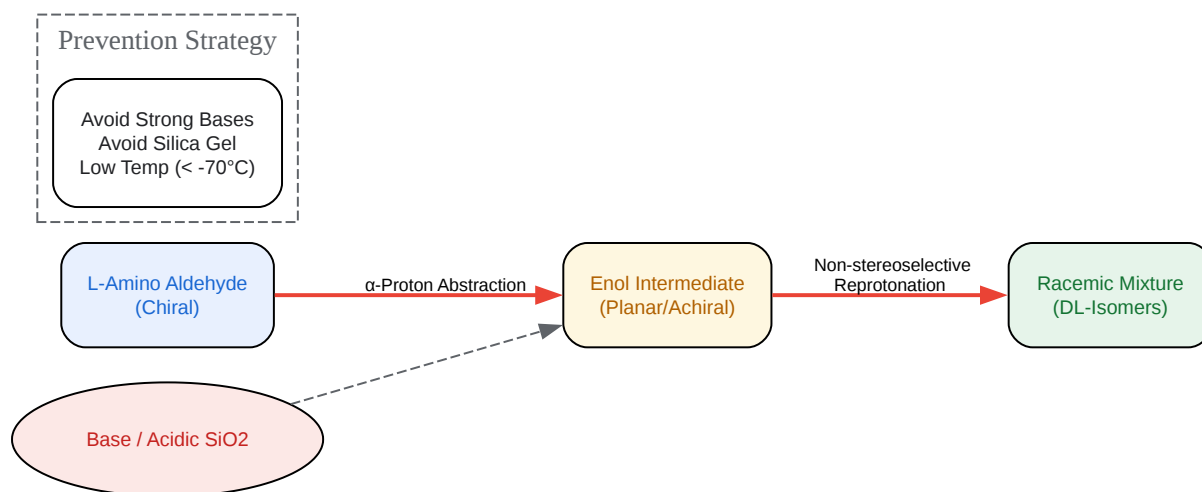 Prevention Strategy
Avoid Strong Bases
Avoid Silica Gel
Low Temp (< -70°C)
L-Amino Aldehyde
(Chiral)
α-Proton Abstraction
Enol Intermediate
(Planar/Achiral)
Non-stereoselective
Reprotonation
Racemic Mixture
(DL-Isomers)
Base / Acidic SiO2